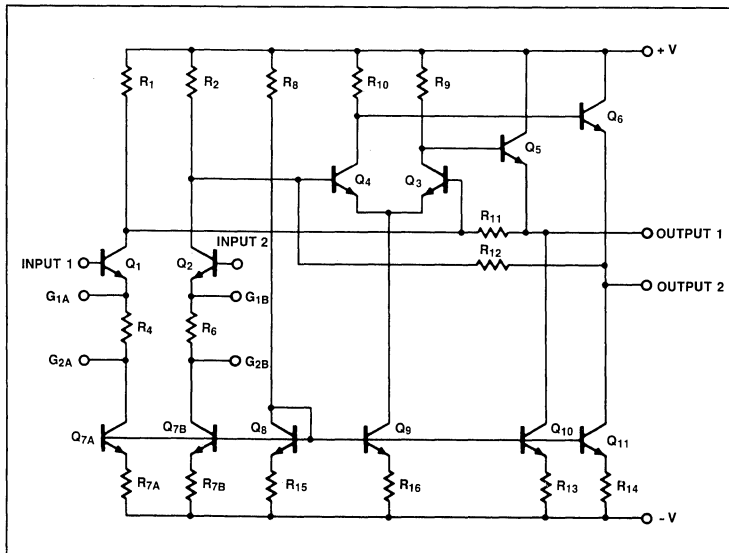 +V
R1
R2
R8
R10
R9
Q6
Q5
Q4
Q3
R11
OUTPUT 1
INPUT 2
INPUT 1
Q1
Q2
R12
G1A
G1B
OUTPUT 2
R4
R6
G2A
G2B
Q7A
Q7B
Q8
Q9
Q10
Q11
R7A
R7B
R15
R16
R13
R14
-V